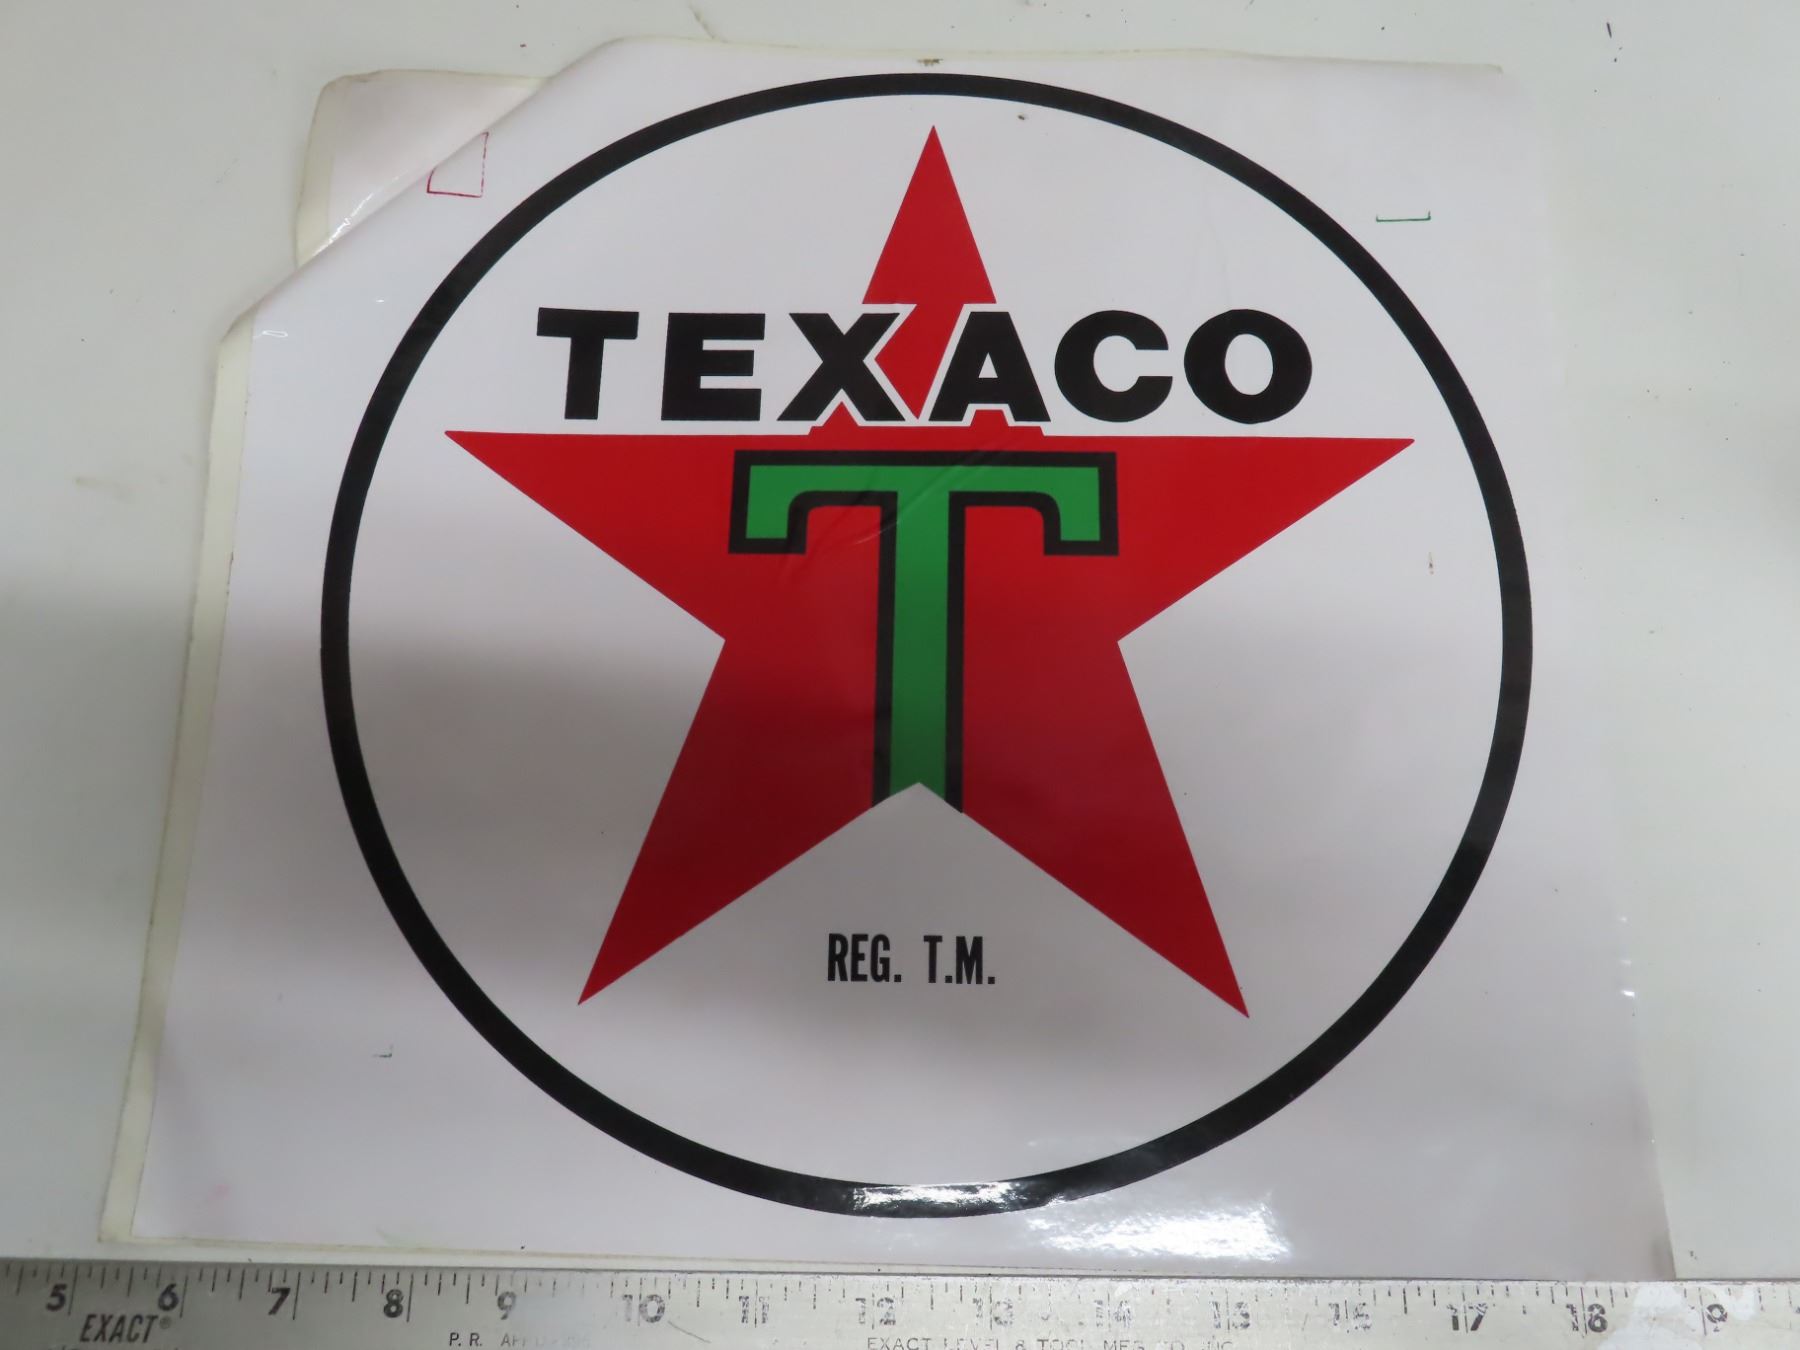 TEXACO
T
REG. T.M.
5 6 7 8 9 10 11 12 13 14 15 16 17 18 19
EXACT®
P. R.
EXACT LEVEL & TOOL MFG. CO. INC.